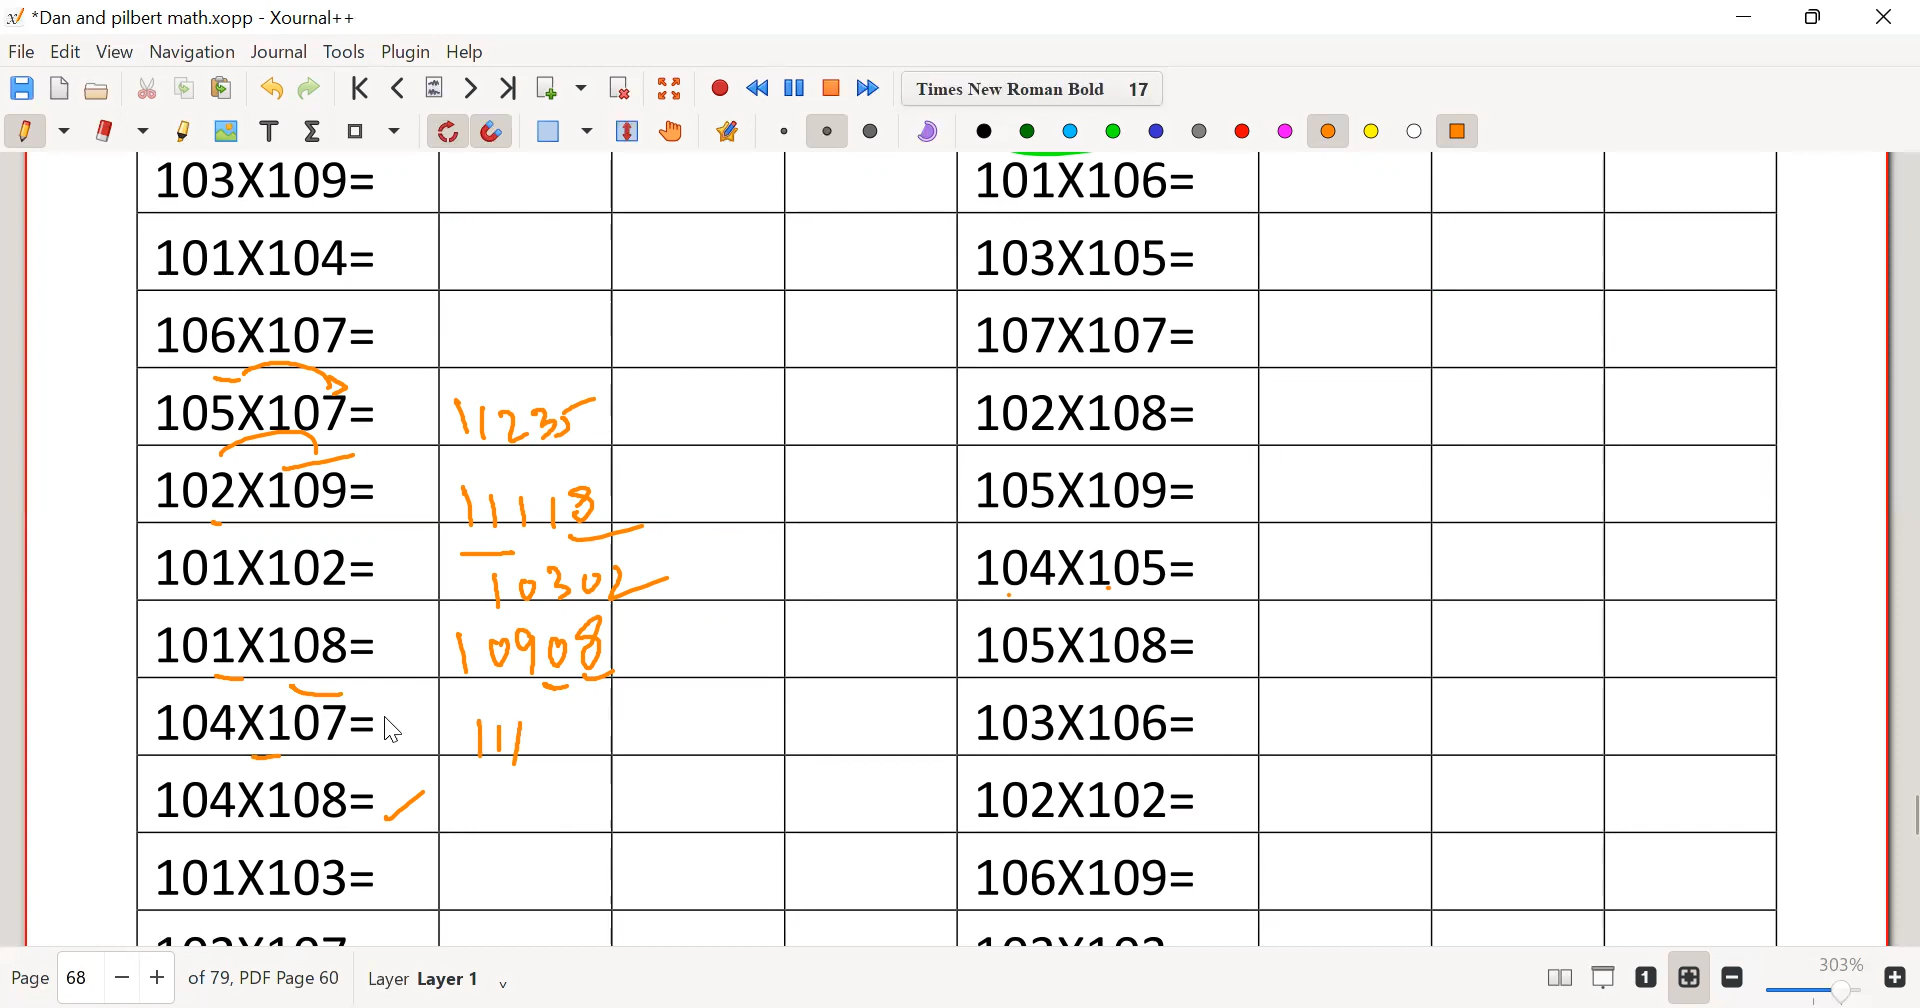 *Dan and pilbert math.xopp - Xournal++
File Edit View Navigation Journal Tools Plugin Help
Times New Roman Bold 17
103X109= 101X106=
101X104= 103X105=
106X107= 107X107=
105X107= 11235 102X108=
102X109= 11118 105X109=
101X102= 10302 104X105=
101X108= 10908 105X108=
104X107= 111 103X106=
104X108= 102X102=
101X103= 106X109=
Page 68 of 79, PDF Page 60 Layer Layer 1 1 303%